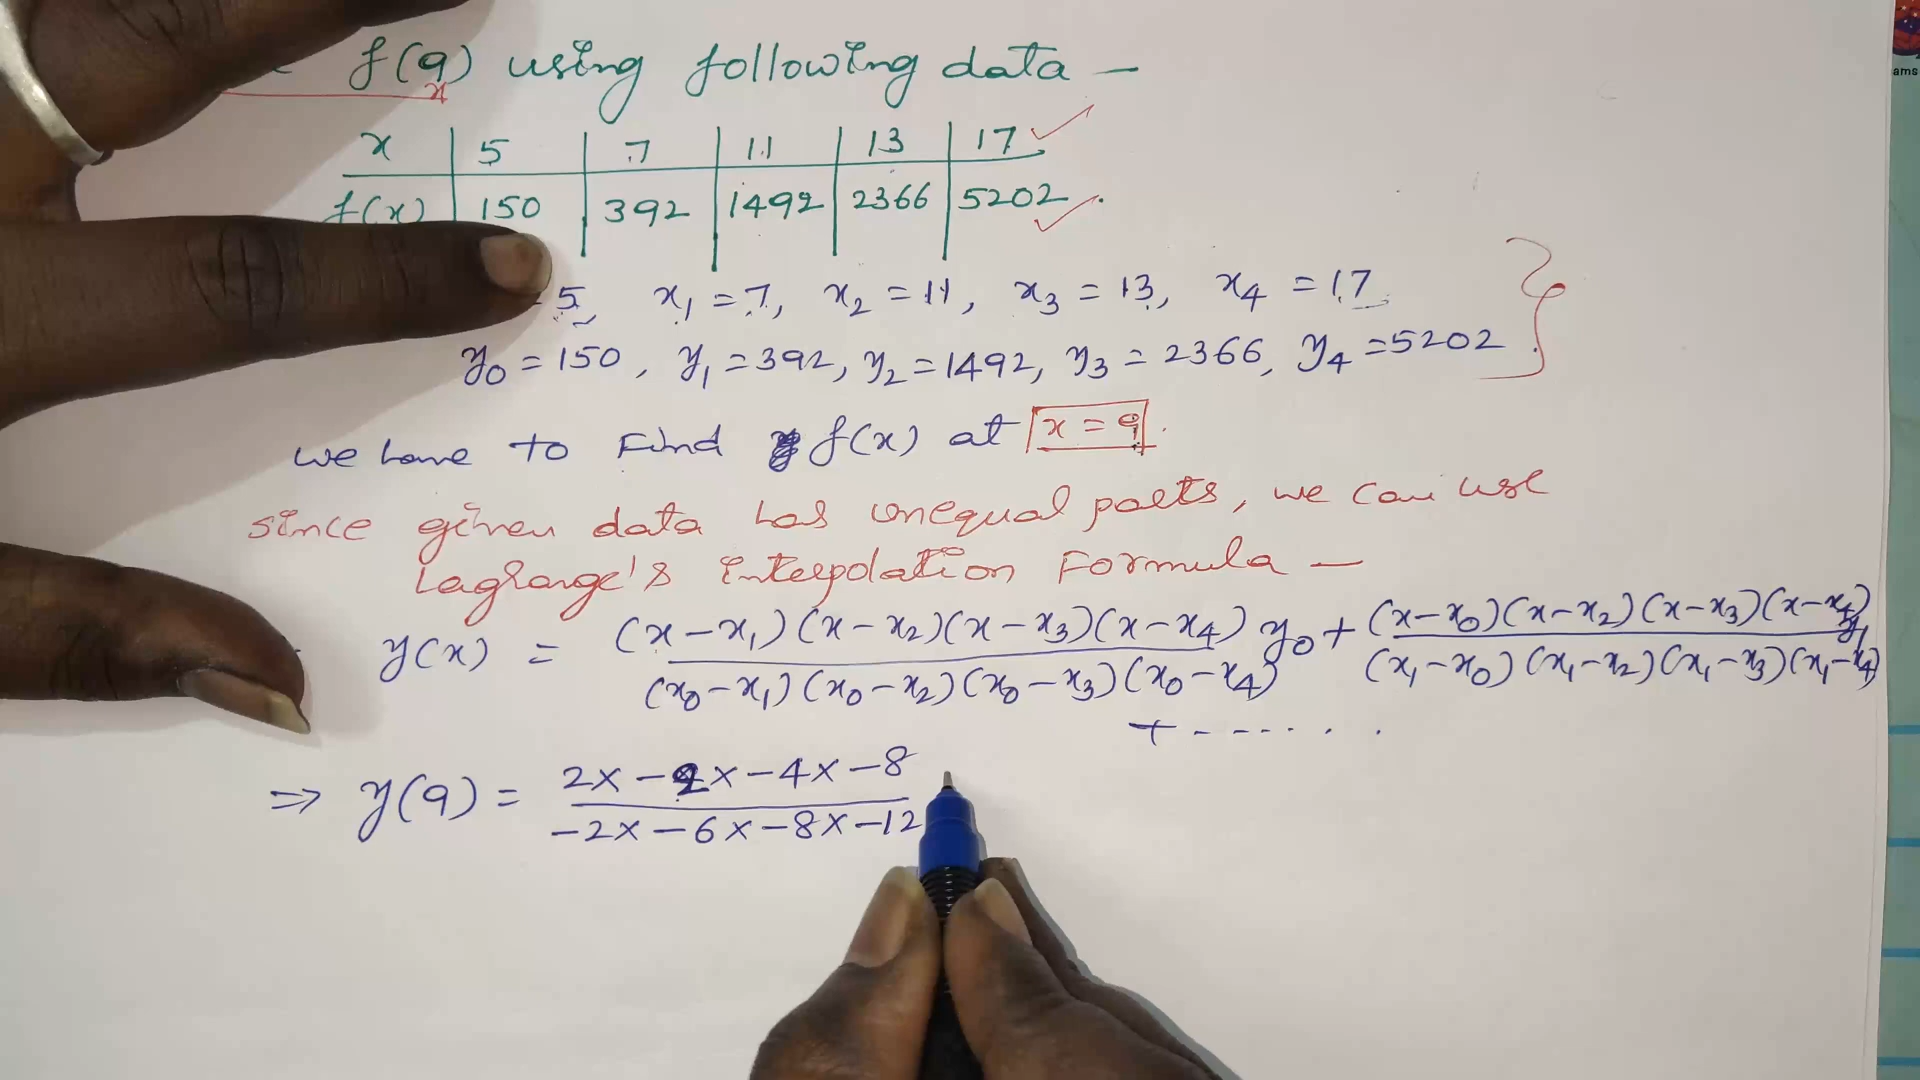 f(9) using following data –
x 5 7 11 13 17
x
f(x) 150 392 1492 2366 5202
= 5, x₁ = 7, x₂ = 11, x₃ = 13, x₄ = 17
y₀ = 150, y₁ = 392, y₂ = 1492, y₃ = 2366, y₄ = 5202.
we have to Find f(x) at x = 9.
since given data has unequal parts, we can use
Lagrange's interpolation Formula –
y(x) = (x–x₁)(x–x₂)(x–x₃)(x–x₄) / (x₀–x₁)(x₀–x₂)(x₀–x₃)(x₀–x₄) y₀ + (x–x₀)(x–x₂)(x–x₃)(x–x₄) / (x₁–x₀)(x₁–x₂)(x₁–x₃)(x₁–x₄) y₁
+ - - - - . . .
⇒ y(9) = 2x–2x–4x–8 / –2x–6x–8x–12
ams